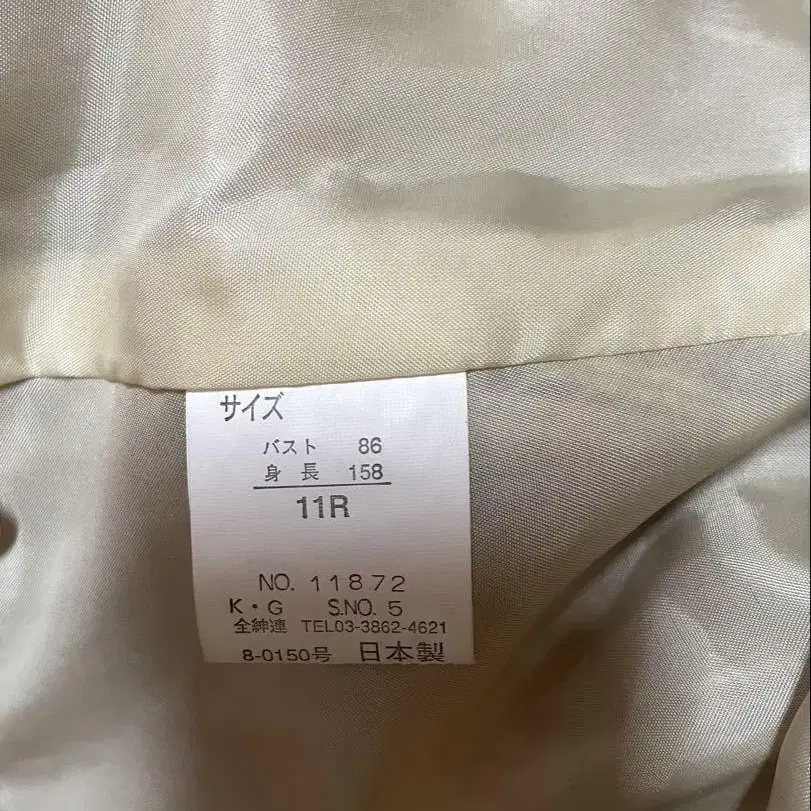 サイズ
バスト 86
身長 158
11R
NO. 11872
K・G S.NO. 5
全紳連 TEL03-3862-4621
8-0150号 日本製